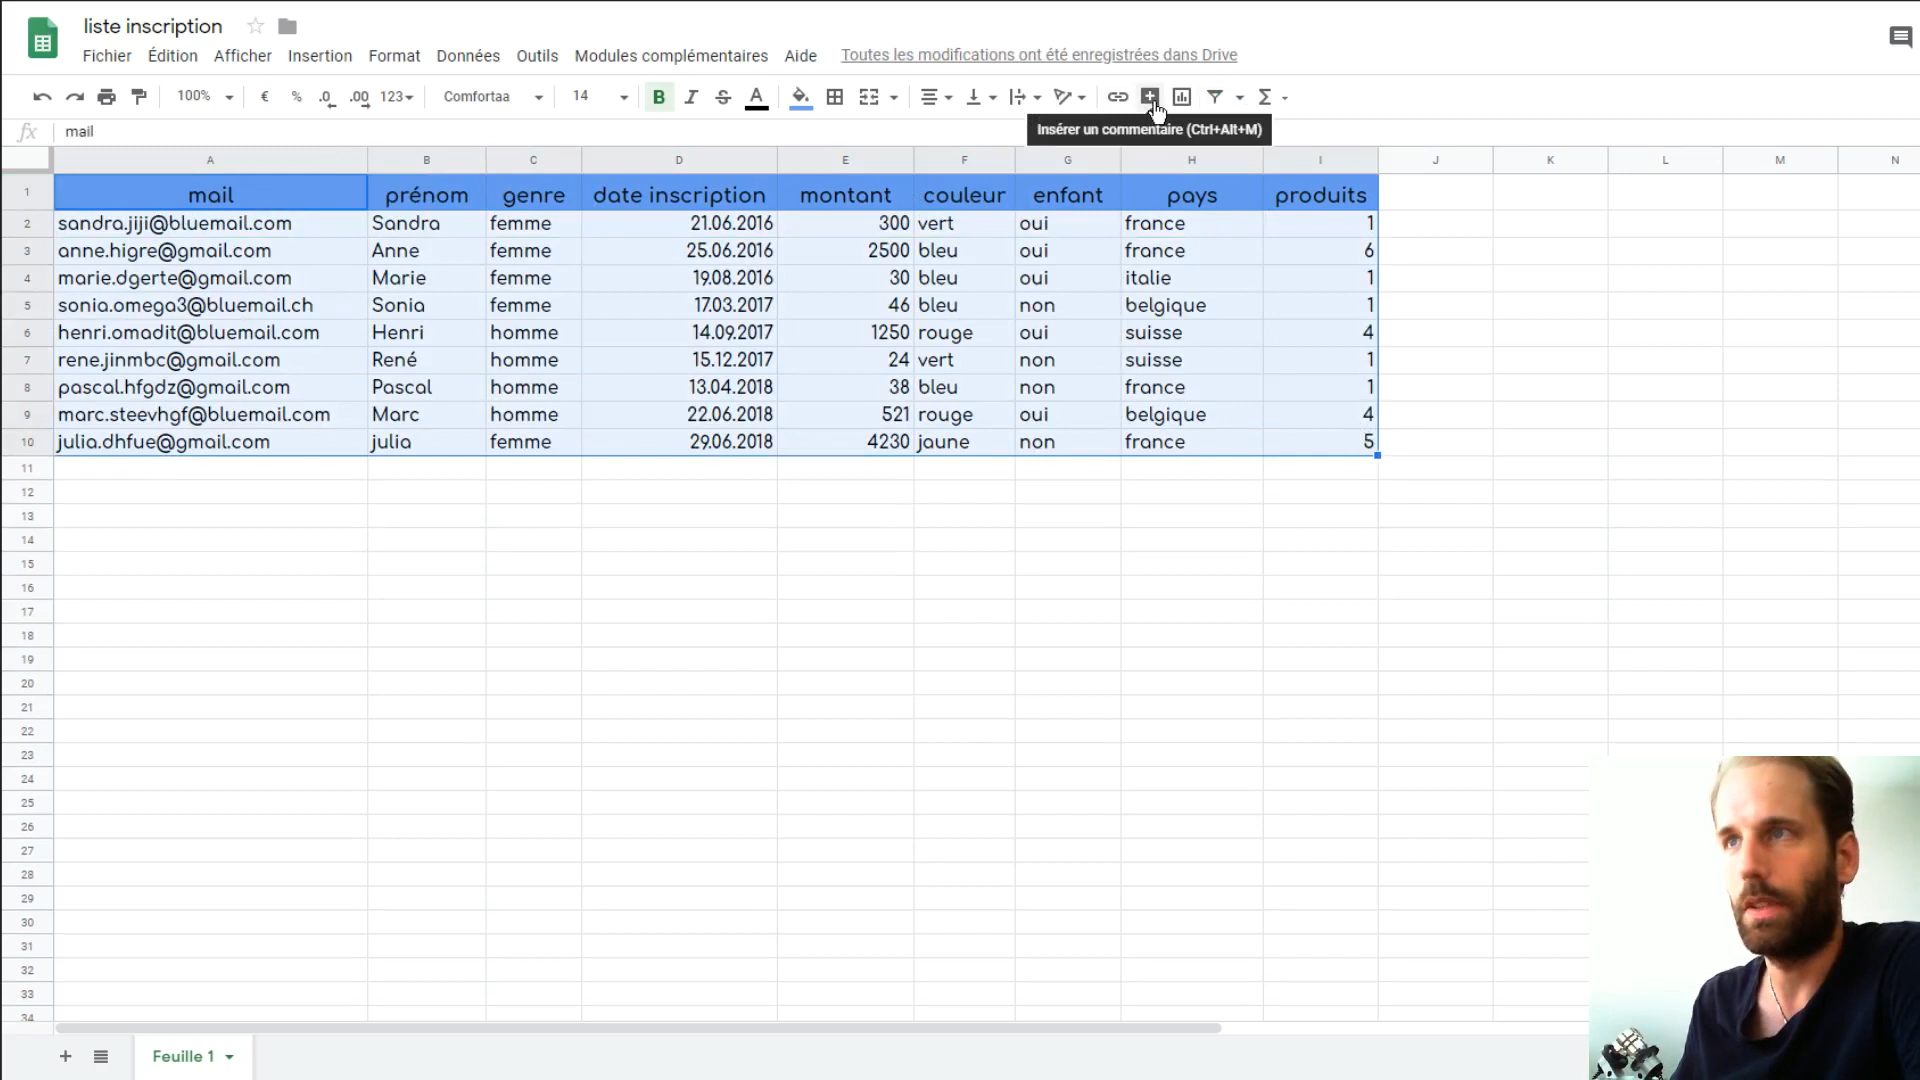 liste inscription
Fichier Édition Afficher Insertion Format Données Outils Modules complémentaires Aide Toutes les modifications ont été enregistrées dans Drive
100% € % .0 .00 123 Comfortaa 14 B I S A Σ
Insérer un commentaire (Ctrl+Alt+M)
fx mail
A B C D E F G H I J K L M N
1 mail prénom genre date inscription montant couleur enfant pays produits
2 sandra.jiji@bluemail.com Sandra femme 21.06.2016 300 vert oui france 1
3 anne.higre@gmail.com Anne femme 25.06.2016 2500 bleu oui france 6
4 marie.dgerte@gmail.com Marie femme 19.08.2016 30 bleu oui italie 1
5 sonia.omega3@bluemail.ch Sonia femme 17.03.2017 46 bleu non belgique 1
6 henri.omadit@bluemail.com Henri homme 14.09.2017 1250 rouge oui suisse 4
7 rene.jinmbc@gmail.com René homme 15.12.2017 24 vert non suisse 1
8 pascal.hfgdz@gmail.com Pascal homme 13.04.2018 38 bleu non france 1
9 marc.steevhgf@bluemail.com Marc homme 22.06.2018 521 rouge oui belgique 4
10 julia.dhfue@gmail.com julia femme 29.06.2018 4230 jaune non france 5
11
12
13
14
15
16
17
18
19
20
21
22
23
24
25
26
27
28
29
30
31
32
33
34
Feuille 1